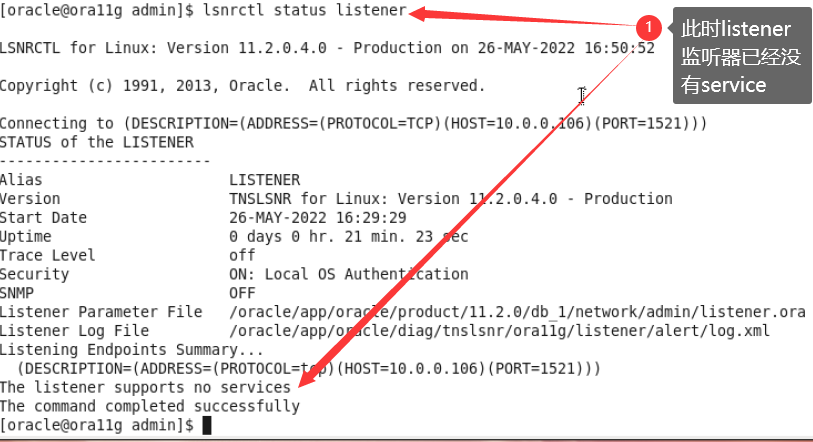 [oracle@ora11g admin]$ lsnrctl status listener
LSNRCTL for Linux: Version 11.2.0.4.0 - Production on 26-MAY-2022 16:50:52
Copyright (c) 1991, 2013, Oracle.  All rights reserved.
Connecting to (DESCRIPTION=(ADDRESS=(PROTOCOL=TCP)(HOST=10.0.0.106)(PORT=1521)))
STATUS of the LISTENER
------------------------
Alias                     LISTENER
Version                   TNSLSNR for Linux: Version 11.2.0.4.0 - Production
Start Date                26-MAY-2022 16:29:29
Uptime                    0 days 0 hr. 21 min. 23 sec
Trace Level               off
Security                  ON: Local OS Authentication
SNMP                      OFF
Listener Parameter File   /oracle/app/oracle/product/11.2.0/db_1/network/admin/listener.ora
Listener Log File         /oracle/app/oracle/diag/tnslsnr/ora11g/listener/alert/log.xml
Listening Endpoints Summary...
  (DESCRIPTION=(ADDRESS=(PROTOCOL=tcp)(HOST=10.0.0.106)(PORT=1521)))
The listener supports no services
The command completed successfully
[oracle@ora11g admin]$
1
此时listener
监听器已经没
有service